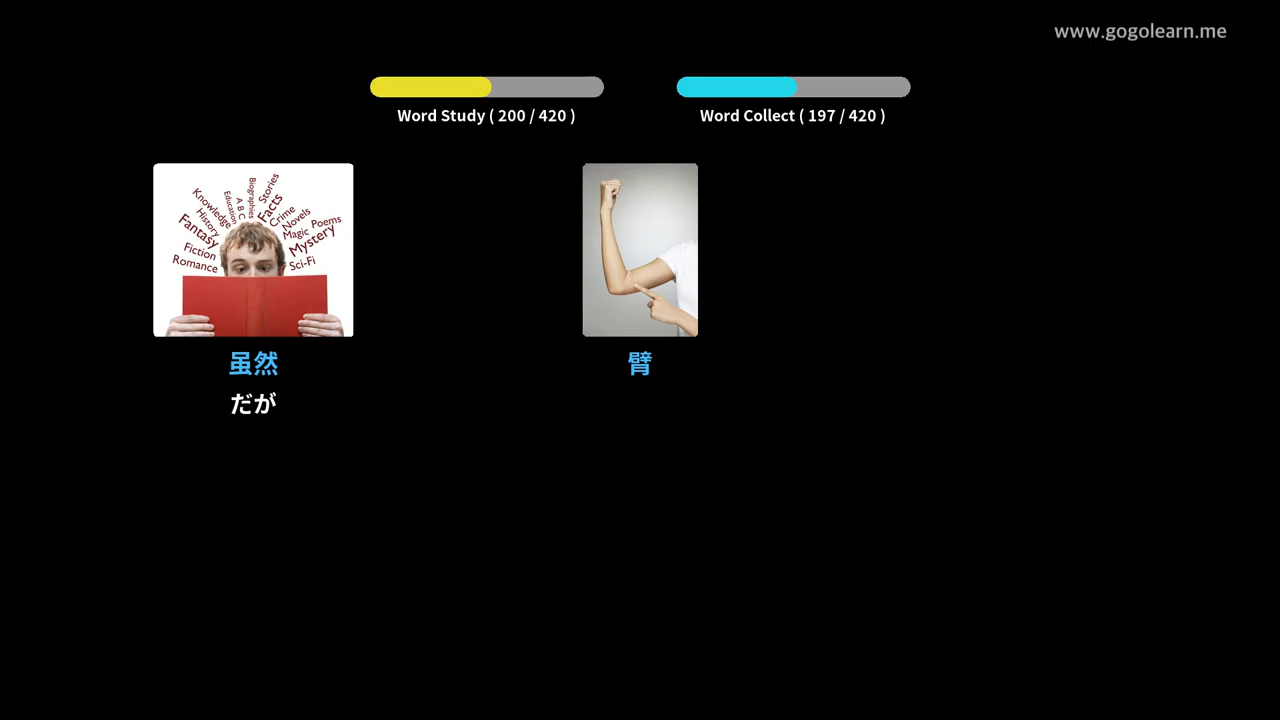 www.gogolearn.me
Word Study ( 200 / 420 )
Word Collect ( 197 / 420 )
Biographies
Stories
A B C
Facts
Education
Knowledge
Crime
History
Novels
Fantasy
Magic
Poems
Mystery
Fiction
Romance
Sci-Fi
虽然
臂
だが